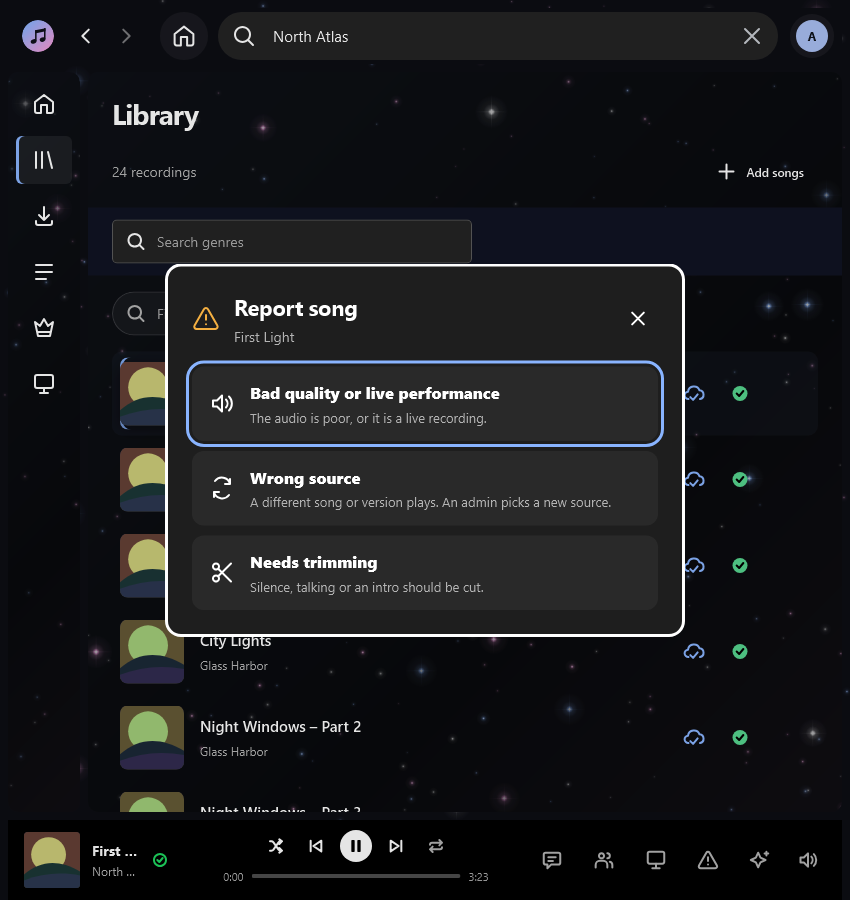 North Atlas
A
Library
24 recordings
Add songs
Search genres
Report song
First Light
Bad quality or live performance
The audio is poor, or it is a live recording.
Wrong source
A different song or version plays. An admin picks a new source.
Needs trimming
Silence, talking or an intro should be cut.
City Lights
Glass Harbor
Night Windows – Part 2
Glass Harbor
First ...
North ...
0:00
3:23